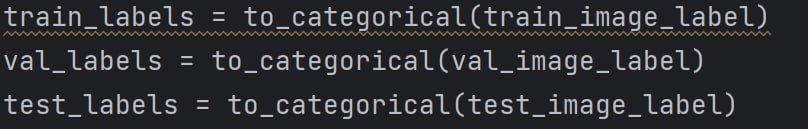 train_labels = to_categorical(train_image_label)
val_labels = to_categorical(val_image_label)
test_labels = to_categorical(test_image_label)